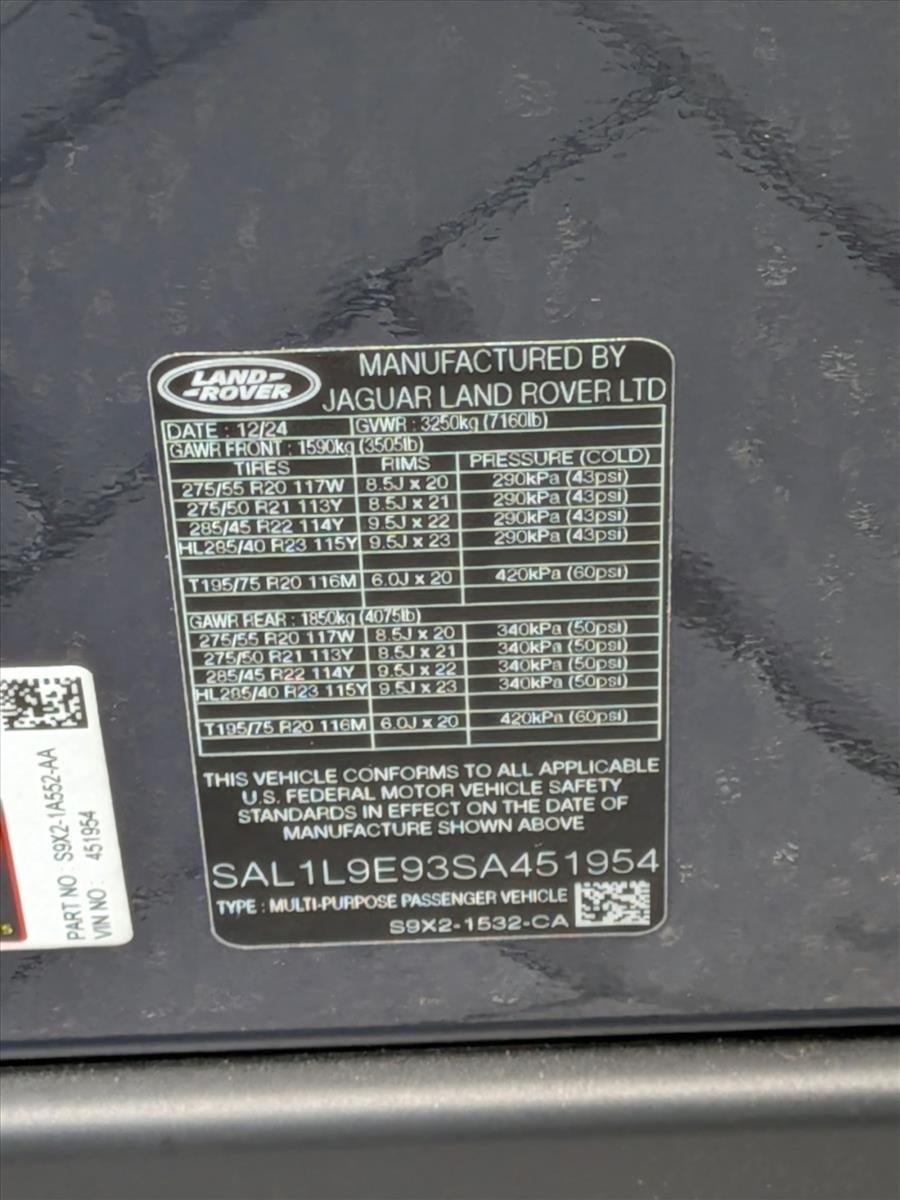 LAND
ROVER
MANUFACTURED BY
JAGUAR LAND ROVER LTD
DATE : 12/24 GVWR : 3250kg (7160lb)
GAWR FRONT : 1590kg (3505lb)
TIRES RIMS PRESSURE (COLD)
275/55 R20 117W 8.5J x 20 290kPa (43psi)
275/50 R21 113Y 8.5J x 21 290kPa (43psi)
285/45 R22 114Y 9.5J x 22 290kPa (43psi)
HL285/40 R23 115Y 9.5J x 23 290kPa (43psi)
T195/75 R20 116M 6.0J x 20 420kPa (60psi)
GAWR REAR : 1850kg (4075lb)
275/55 R20 117W 8.5J x 20 340kPa (50psi)
275/50 R21 113Y 8.5J x 21 340kPa (50psi)
285/45 R22 114Y 9.5J x 22 340kPa (50psi)
HL285/40 R23 115Y 9.5J x 23 340kPa (50psi)
T195/75 R20 116M 6.0J x 20 420kPa (60psi)
THIS VEHICLE CONFORMS TO ALL APPLICABLE
U.S. FEDERAL MOTOR VEHICLE SAFETY
STANDARDS IN EFFECT ON THE DATE OF
MANUFACTURE SHOWN ABOVE
SAL1L9E93SA451954
TYPE : MULTI-PURPOSE PASSENGER VEHICLE
S9X2-1532-CA
PART NO : S9X2-1A552-AA
VIN NO : 451954